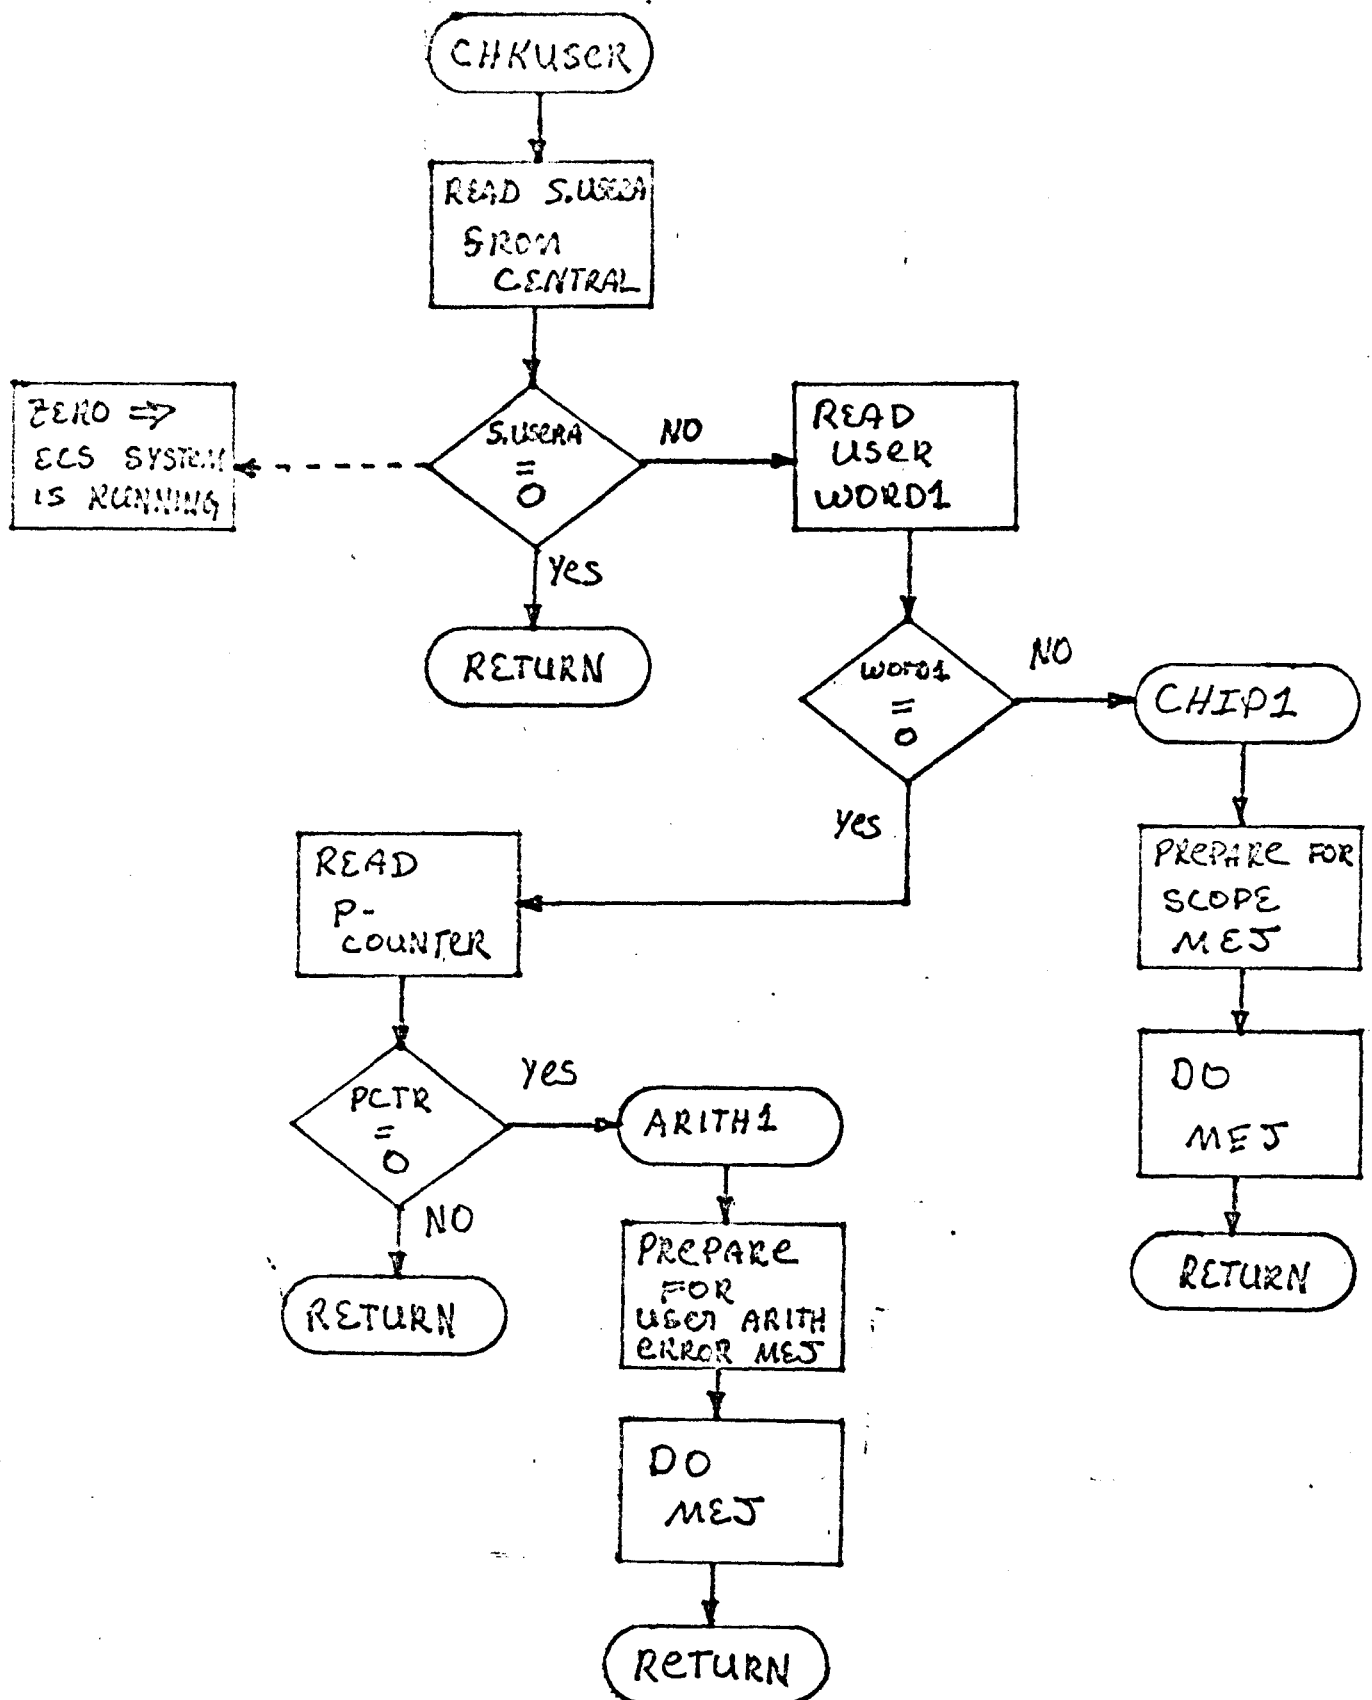 CHKUSER
READ S.USERA
FROM
CENTRAL
ZERO ⇒
ECS SYSTEM
IS RUNNING
S.USERA
=
0
NO
READ
USER
WORD1
Yes
RETURN
WORD1
=
0
NO
CHIP1
Yes
PREPARE FOR
SCOPE
MEJ
READ
P-
COUNTER
DO
MEJ
PCTR
=
0
Yes
ARITH1
NO
RETURN
PREPARE
FOR
USER ARITH
ERROR MEJ
RETURN
DO
MEJ
RETURN